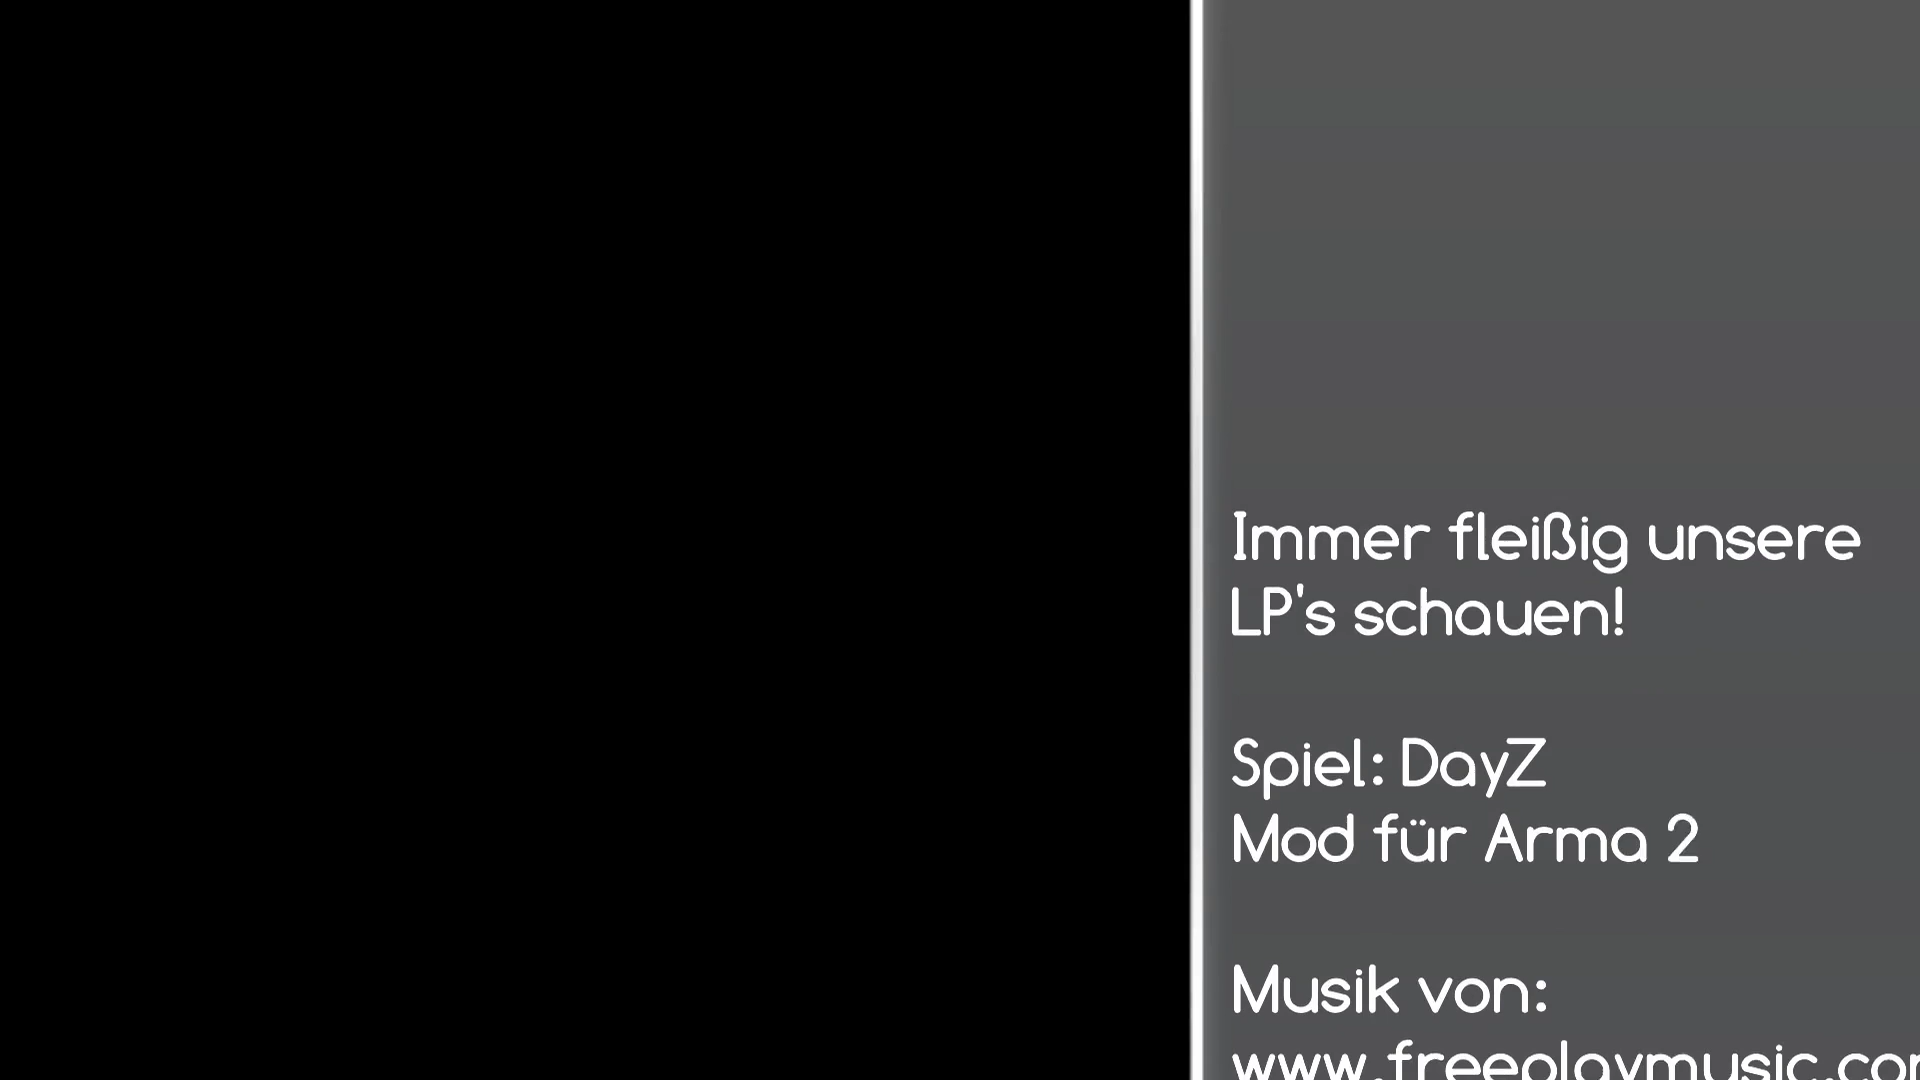 Immer fleißig unsere
LP's schauen!
Spiel: DayZ
Mod für Arma 2
Musik von: